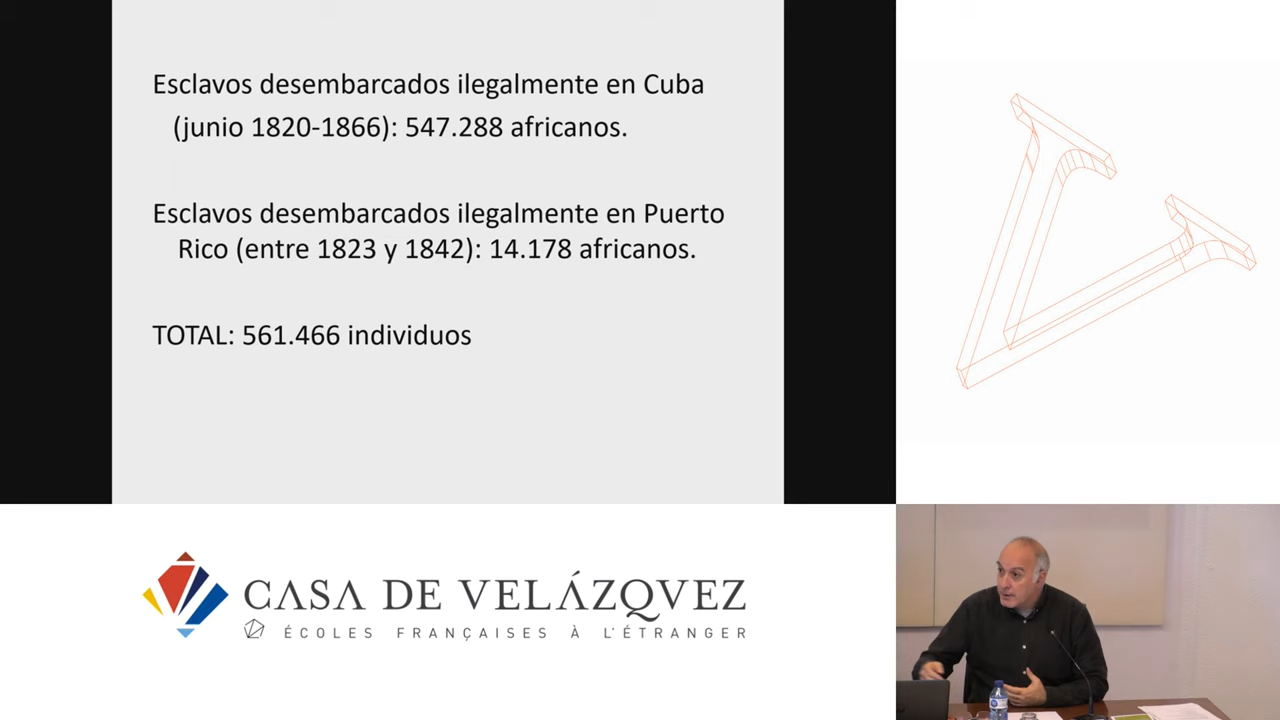 Esclavos desembarcados ilegalmente en Cuba
(junio 1820-1866): 547.288 africanos.
Esclavos desembarcados ilegalmente en Puerto
Rico (entre 1823 y 1842): 14.178 africanos.
TOTAL: 561.466 individuos
CASA DE VELÁZQVEZ
ÉCOLES FRANÇAISES À L'ÉTRANGER